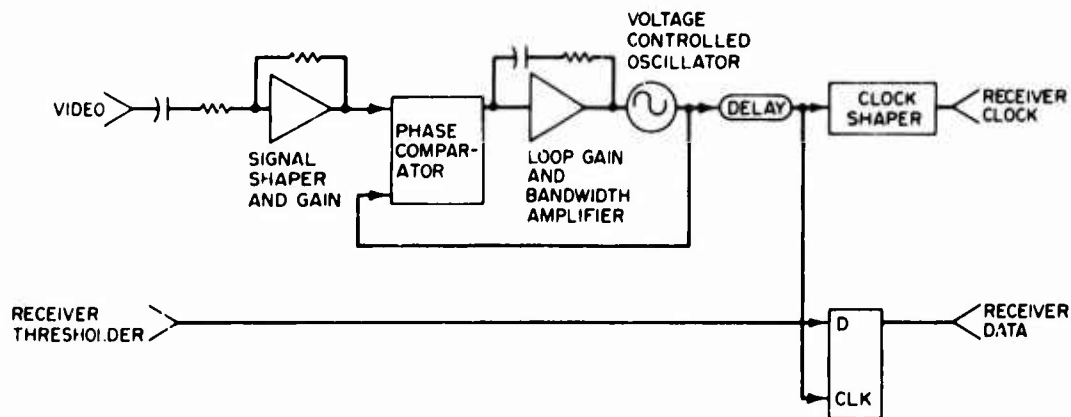 VOLTAGE
CONTROLLED
OSCILLATOR
VIDEO
DELAY
CLOCK
SHAPER
RECEIVER
CLOCK
PHASE
COMPAR-
ATOR
SIGNAL
SHAPER
AND GAIN
LOOP GAIN
AND
BANDWIDTH
AMPLIFIER
RECEIVER
THRESHOLDER
D
CLK
RECEIVER
DATA